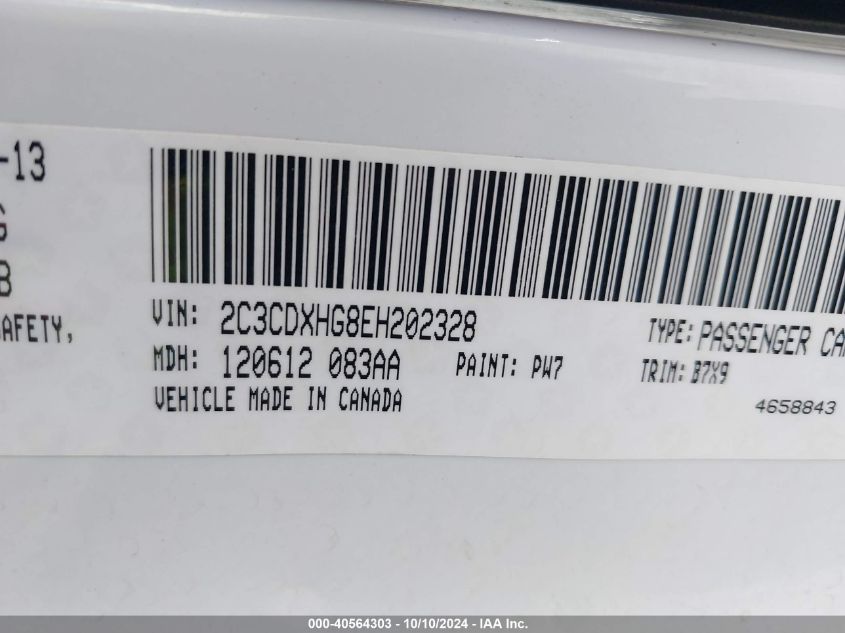 -13
B
AFETY,
VIN: 2C3CDXHG8EH202328 TYPE: PASSENGER CA
MDH: 120612 083AA PAINT: PW7 TRIM: B7X9
VEHICLE MADE IN CANADA 4658843
000-40564303 - 10/10/2024 - IAA Inc.